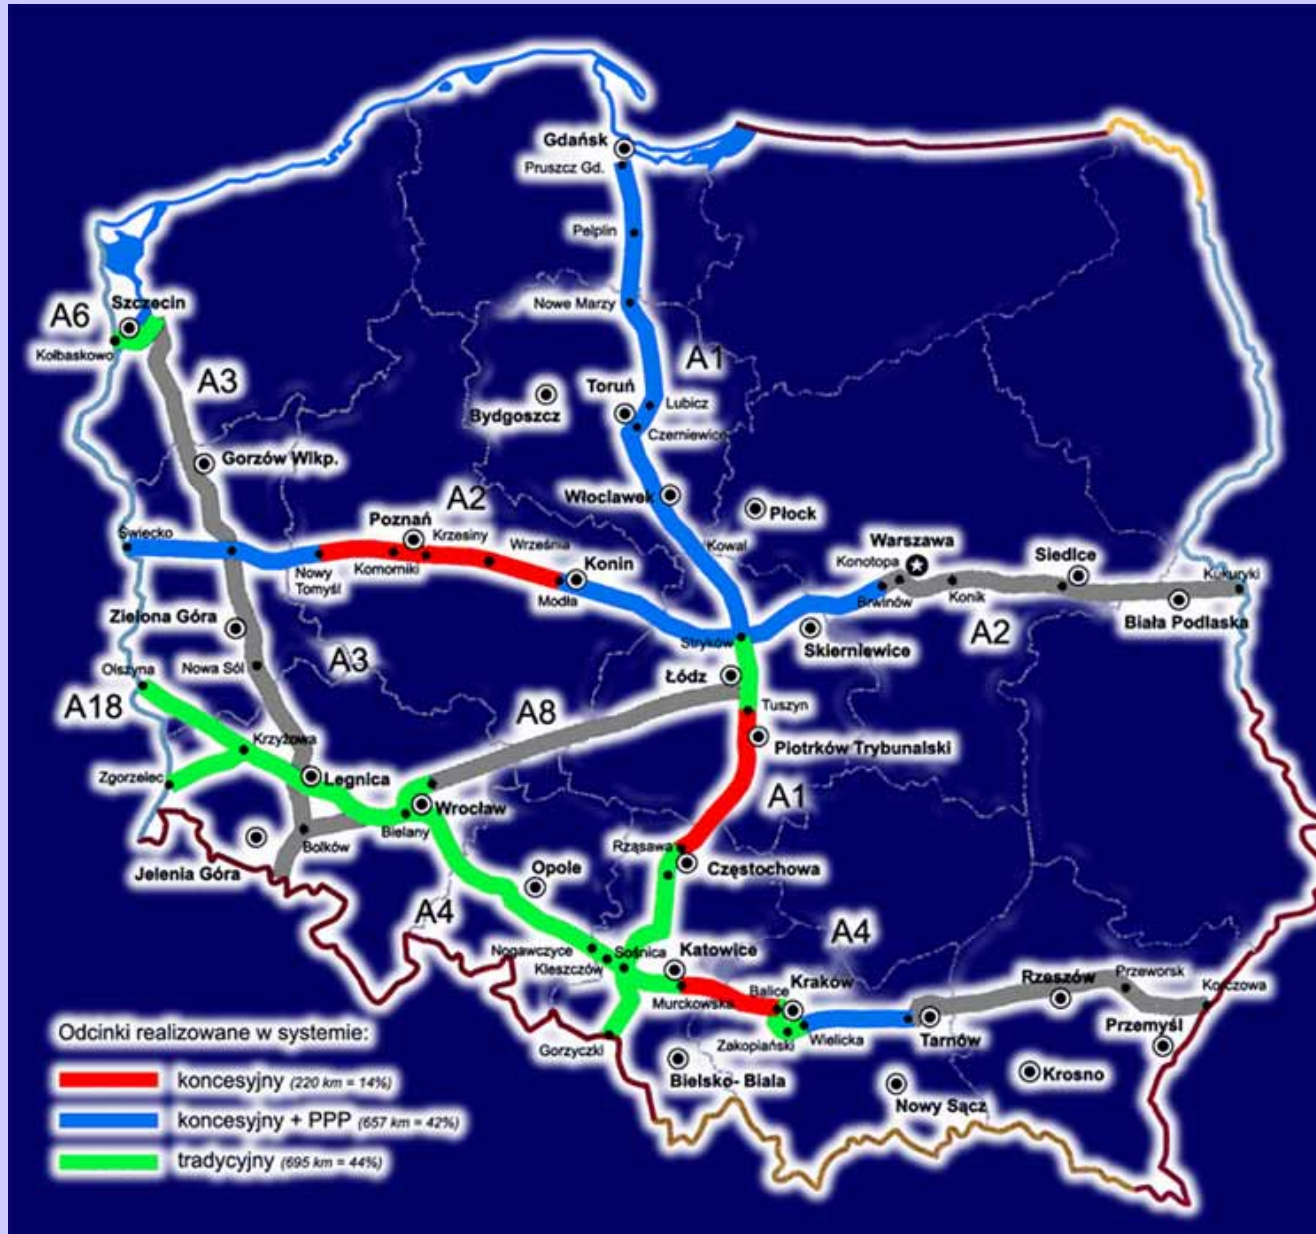 Gdańsk
Pruszcz Gd.
Pelplin
Nowe Marzy
A6
Szczecin
Kołbaskowo
A3
A1
Toruń
Lubicz
Bydgoszcz
Czerniewice
Gorzów Wlkp.
A2
Włocławek
Płock
Poznań
Krzesiny
Września
Świecko
Kowal
Warszawa
Konotopa
Siedlce
Nowy
Tomyśl
Komorniki
Konin
Modła
Brwinów
Konik
Kukuryki
Biała Podlaska
A2
Zielona Góra
Stryków
Skierniewice
Olszyna
Nowa Sól
A3
Łódź
A18
A8
Tuszyn
Krzyżowa
Piotrków Trybunalski
Zgorzelec
Legnica
Wrocław
A1
Bielany
Bolków
Rząsawa
Jelenia Góra
Opole
Częstochowa
A4
A4
Nogawczyce
Sośnica
Katowice
Kleszczów
Kraków
Balice
Rzeszów
Przeworsk
Korczowa
Murckowska
Przemyśl
Odcinki realizowane w systemie:
Gorzyczki
Zakopiański
Wielicka
Tarnów
koncesyjny (220 km = 14%)
Bielsko- Biala
Krosno
Nowy Sącz
koncesyjny + PPP (657 km = 42%)
tradycyjny (695 km = 44%)